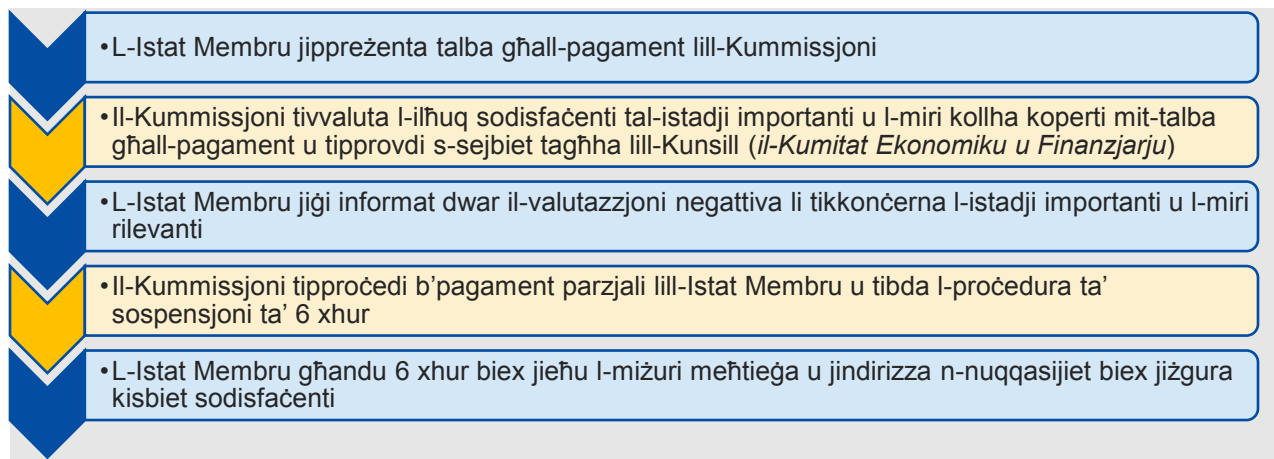 •L-Istat Membru jippreżenta talba għall-pagament lill-Kummissjoni
•Il-Kummissjoni tivvaluta l-ilħuq sodisfaċenti tal-istadji importanti u l-miri kollha koperti mit-talba
għall-pagament u tipprovdi s-sejbiet tagħha lill-Kunsill (il-Kumitat Ekonomiku u Finanzjarju)
•L-Istat Membru jiġi informat dwar il-valutazzjoni negattiva li tikkonċerna l-istadji importanti u l-miri
rilevanti
•Il-Kummissjoni tipproċedi b'pagament parzjali lill-Istat Membru u tibda l-proċedura ta'
sospensjoni ta' 6 xhur
•L-Istat Membru għandu 6 xhur biex jieħu l-miżuri meħtieġa u jindirizza n-nuqqasijiet biex jiżgura
kisbiet sodisfaċenti